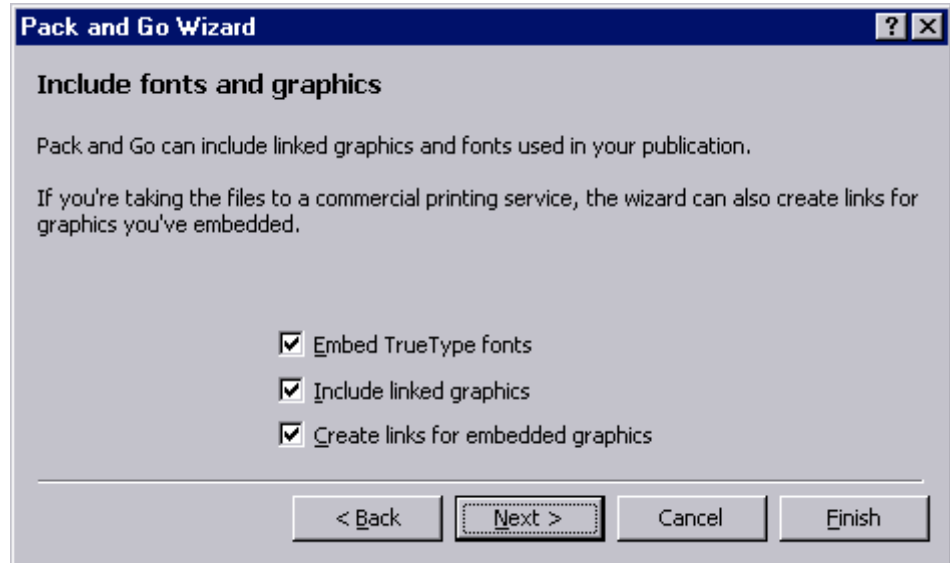 Pack and Go Wizard
Include fonts and graphics
Pack and Go can include linked graphics and fonts used in your publication.
If you're taking the files to a commercial printing service, the wizard can also create links for
graphics you've embedded.
Embed TrueType fonts
Include linked graphics
Create links for embedded graphics
< Back Next > Cancel Finish